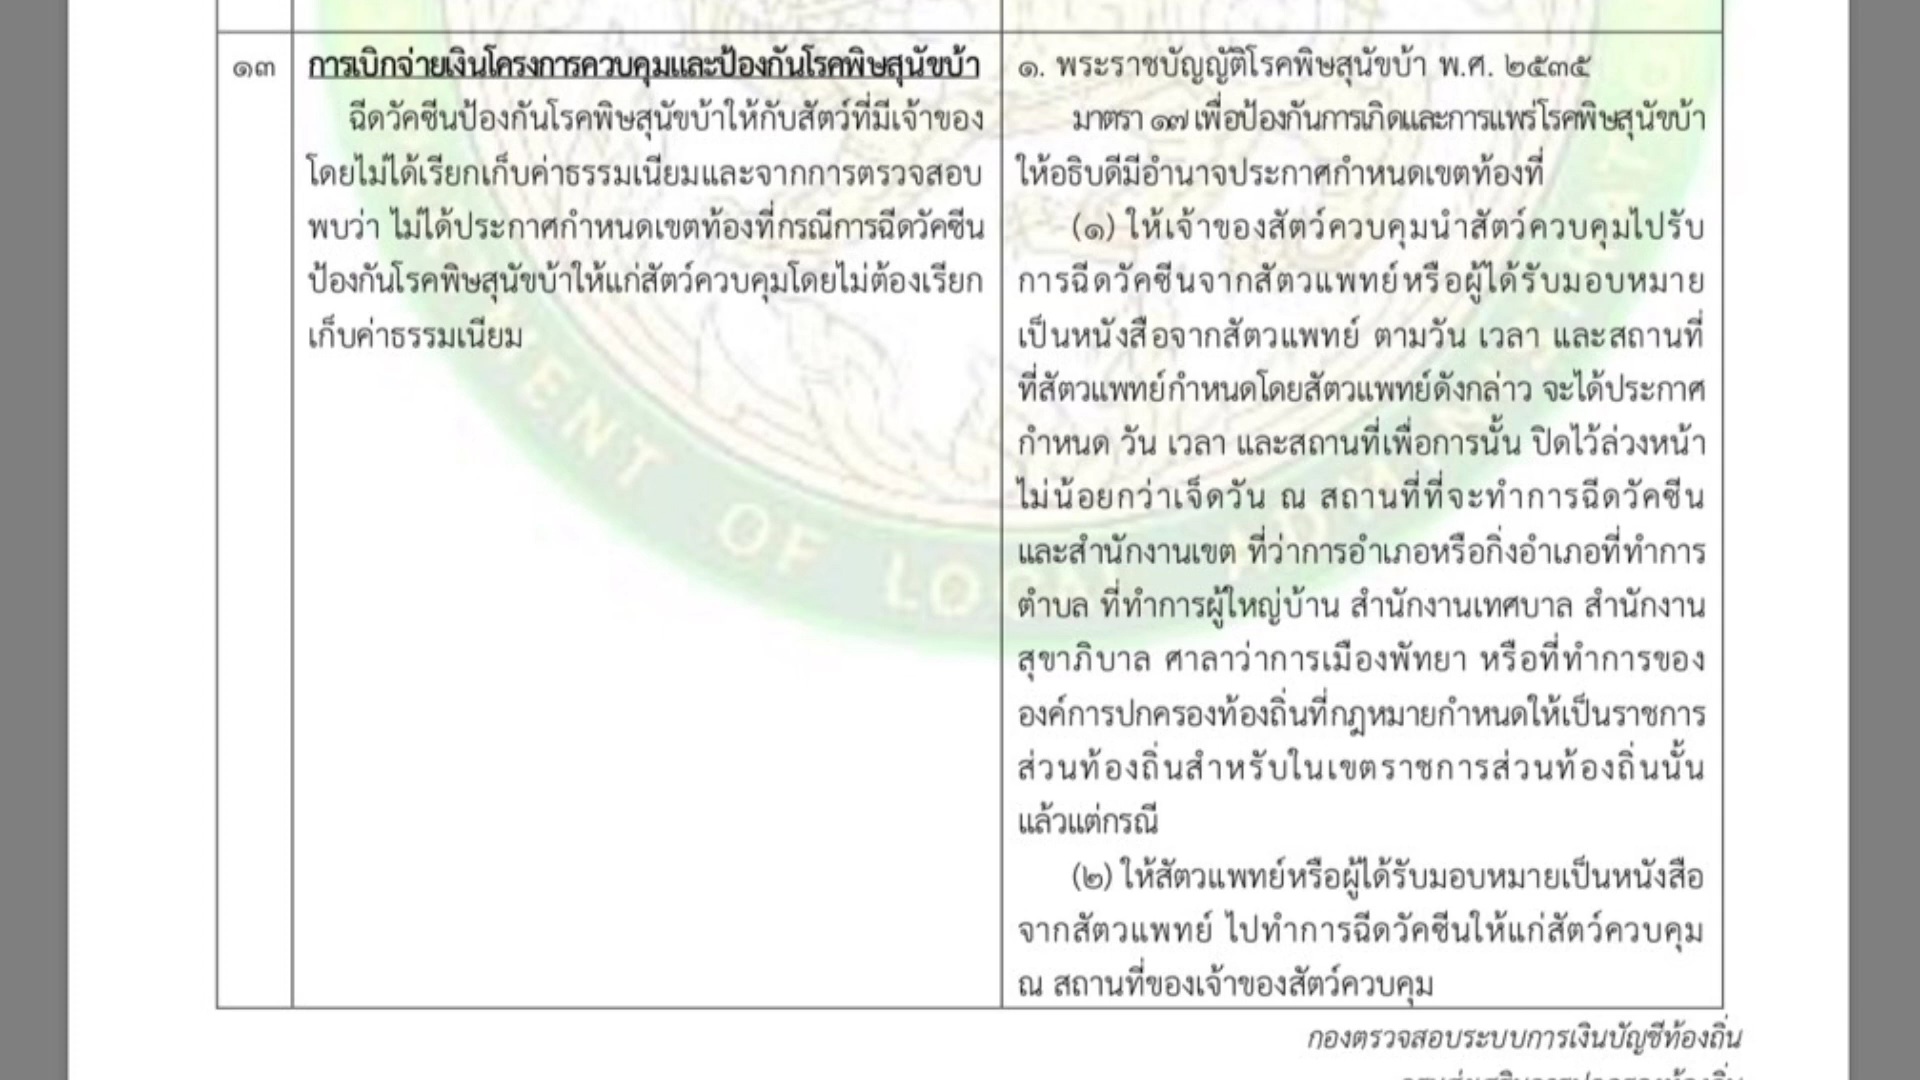 ๑๓
การเบิกจ่ายเงินโครงการควบคุมและป้องกันโรคพิษสุนัขบ้า
ฉีดวัคซีนป้องกันโรคพิษสุนัขบ้าให้กับสัตว์ที่มีเจ้าของ
โดยไม่ได้เรียกเก็บค่าธรรมเนียมและจากการตรวจสอบ
พบว่า ไม่ได้ประกาศกำหนดเขตท้องที่กรณีการฉีดวัคซีน
ป้องกันโรคพิษสุนัขบ้าให้แก่สัตว์ควบคุมโดยไม่ต้องเรียก
เก็บค่าธรรมเนียม
๑. พระราชบัญญัติโรคพิษสุนัขบ้า พ.ศ. ๒๕๓๕
มาตรา ๑๗ เพื่อป้องกันการเกิดและการแพร่โรคพิษสุนัขบ้า
ให้อธิบดีมีอำนาจประกาศกำหนดเขตท้องที่
(๑) ให้เจ้าของสัตว์ควบคุมนำสัตว์ควบคุมไปรับ
การฉีดวัคซีนจากสัตวแพทย์หรือผู้ได้รับมอบหมาย
เป็นหนังสือจากสัตวแพทย์ ตามวัน เวลา และสถานที่
ที่สัตวแพทย์กำหนดโดยสัตวแพทย์ดังกล่าว จะได้ประกาศ
กำหนด วัน เวลา และสถานที่เพื่อการนั้น ปิดไว้ล่วงหน้า
ไม่น้อยกว่าเจ็ดวัน ณ สถานที่ที่จะทำการฉีดวัคซีน
และสำนักงานเขต ที่ว่าการอำเภอหรือกิ่งอำเภอที่ทำการ
ตำบล ที่ทำการผู้ใหญ่บ้าน สำนักงานเทศบาล สำนักงาน
สุขาภิบาล ศาลาว่าการเมืองพัทยา หรือที่ทำการของ
องค์การปกครองท้องถิ่นที่กฎหมายกำหนดให้เป็นราชการ
ส่วนท้องถิ่นสำหรับในเขตราชการส่วนท้องถิ่นนั้น
แล้วแต่กรณี
(๒) ให้สัตวแพทย์หรือผู้ได้รับมอบหมายเป็นหนังสือ
จากสัตวแพทย์ ไปทำการฉีดวัคซีนให้แก่สัตว์ควบคุม
ณ สถานที่ของเจ้าของสัตว์ควบคุม
กองตรวจสอบระบบการเงินบัญชีท้องถิ่น